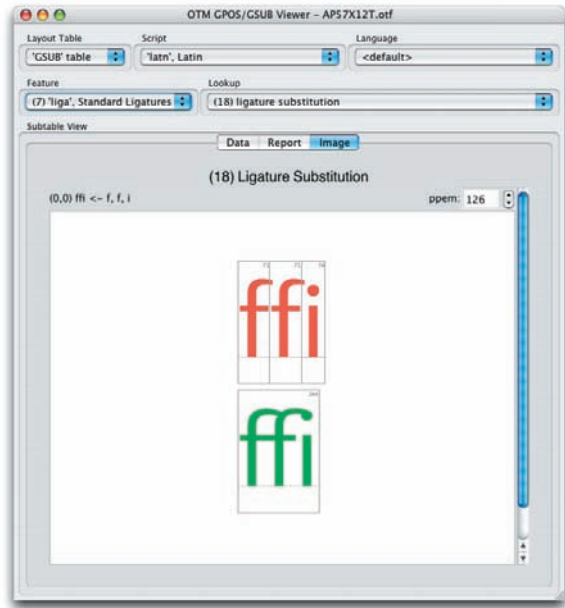 OTM GPOS/GSUB Viewer – AP57X12T.otf
Layout Table Script Language
'GSUB' table 'latn', Latin <default>
Feature Lookup
(7) 'liga', Standard Ligatures (18) ligature substitution
Subtable View
Data Report Image
(18) Ligature Substitution
(0,0) ffi <- f, f, i ppem: 126
ffi
ffi